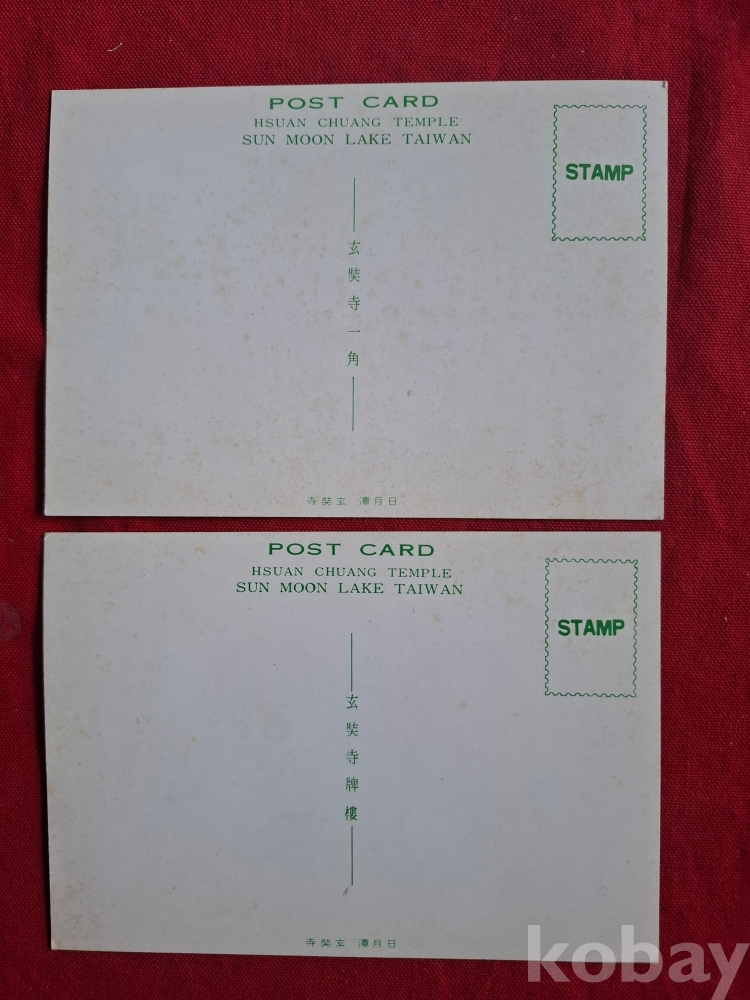 POST CARD
HSUAN CHUANG TEMPLE
SUN MOON LAKE TAIWAN
STAMP
玄奘寺一角
日月潭 玄奘寺
POST CARD
HSUAN CHUANG TEMPLE
SUN MOON LAKE TAIWAN
STAMP
玄奘寺牌樓
日月潭 玄奘寺
kobay